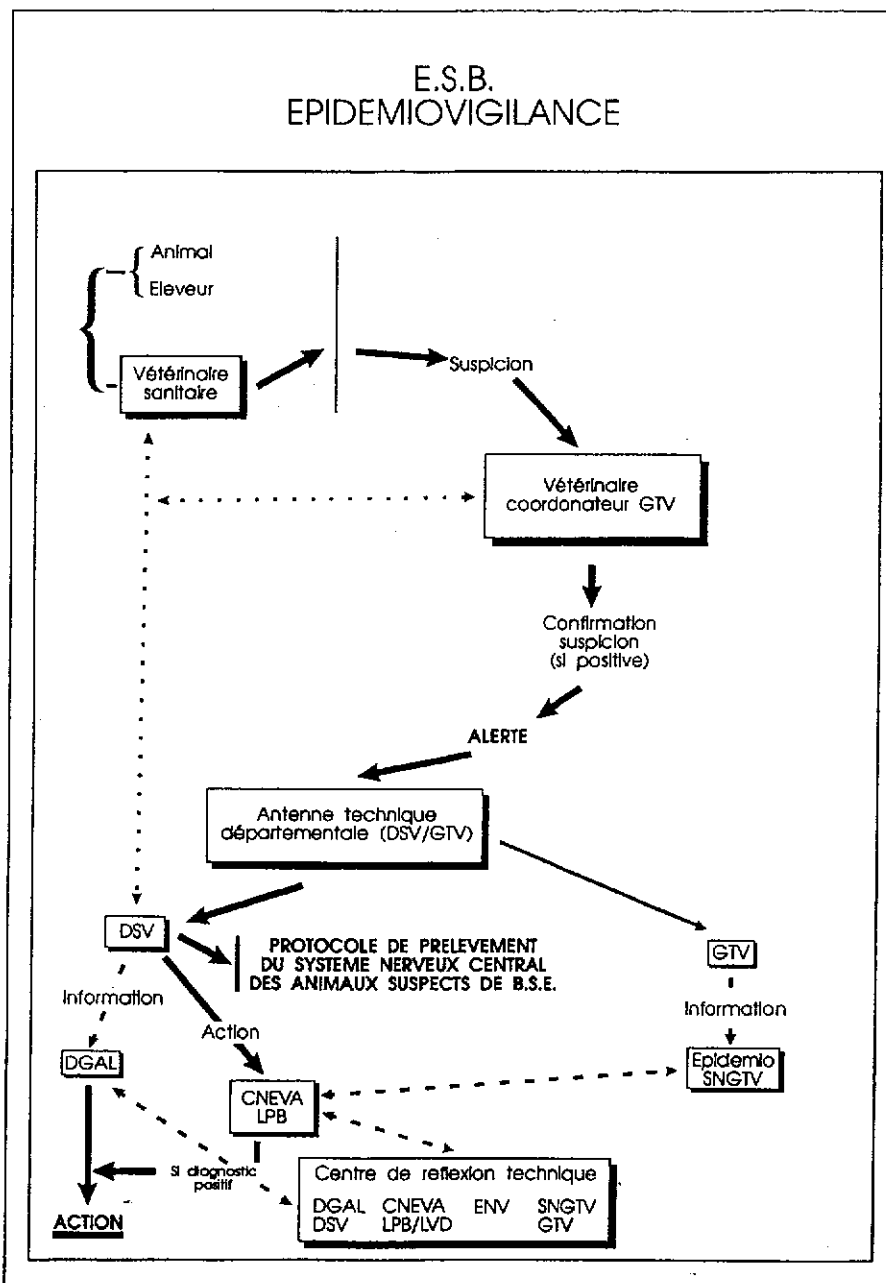 E.S.B.
EPIDEMIOVIGILANCE
Animal
Eleveur
Vétérinaire
sanitaire
Suspicion
Vétérinaire
coordonateur GTV
Confirmation
suspicion
(si positive)
ALERTE
Antenne technique
départementale (DSV/GTV)
DSV
PROTOCOLE DE PRELEVEMENT
DU SYSTEME NERVEUX CENTRAL
DES ANIMAUX SUSPECTS DE B.S.E.
GTV
Information
Action
Information
DGAL
CNEVA
LPB
Epidemio
SNGTV
Si diagnostic
positif
ACTION
Centre de reflexion technique
DGAL CNEVA ENV SNGTV
DSV LPB/LVD GTV